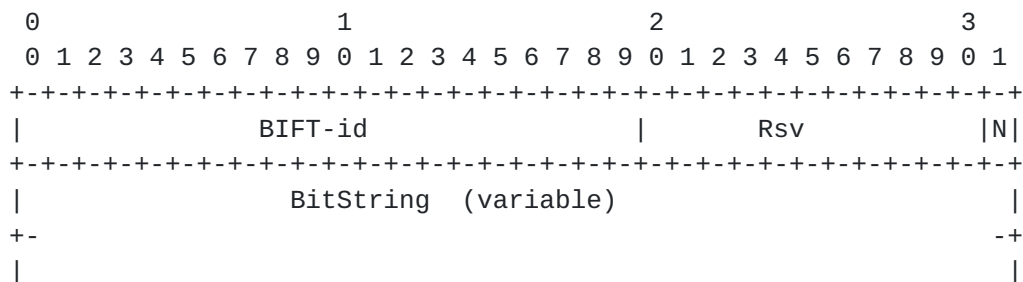 0                   1                   2                   3
 0 1 2 3 4 5 6 7 8 9 0 1 2 3 4 5 6 7 8 9 0 1 2 3 4 5 6 7 8 9 0 1
+-+-+-+-+-+-+-+-+-+-+-+-+-+-+-+-+-+-+-+-+-+-+-+-+-+-+-+-+-+-+-+-+
|               BIFT-id                 |       Rsv           |N|
+-+-+-+-+-+-+-+-+-+-+-+-+-+-+-+-+-+-+-+-+-+-+-+-+-+-+-+-+-+-+-+-+
|                 BitString  (variable)                         |
+-                                                             -+
|                                                               |